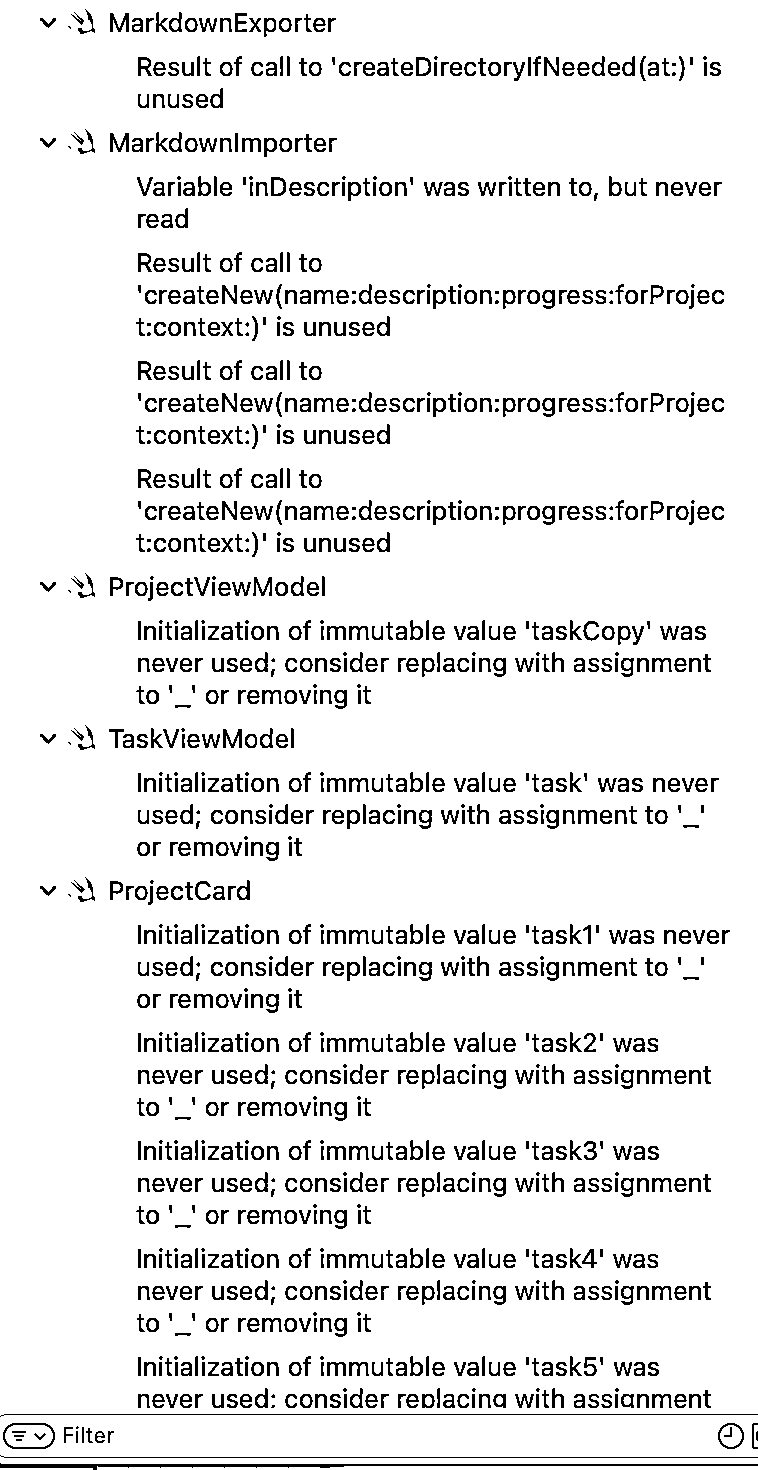 MarkdownExporter
Result of call to 'createDirectoryIfNeeded(at:)' is
unused
MarkdownImporter
Variable 'inDescription' was written to, but never
read
Result of call to
'createNew(name:description:progress:forProjec
t:context:)' is unused
Result of call to
'createNew(name:description:progress:forProjec
t:context:)' is unused
Result of call to
'createNew(name:description:progress:forProjec
t:context:)' is unused
ProjectViewModel
Initialization of immutable value 'taskCopy' was
never used; consider replacing with assignment
to '_' or removing it
TaskViewModel
Initialization of immutable value 'task' was never
used; consider replacing with assignment to '_'
or removing it
ProjectCard
Initialization of immutable value 'task1' was never
used; consider replacing with assignment to '_'
or removing it
Initialization of immutable value 'task2' was
never used; consider replacing with assignment
to '_' or removing it
Initialization of immutable value 'task3' was
never used; consider replacing with assignment
to '_' or removing it
Initialization of immutable value 'task4' was
never used; consider replacing with assignment
to '_' or removing it
Initialization of immutable value 'task5' was
never used; consider replacing with assignment
Filter